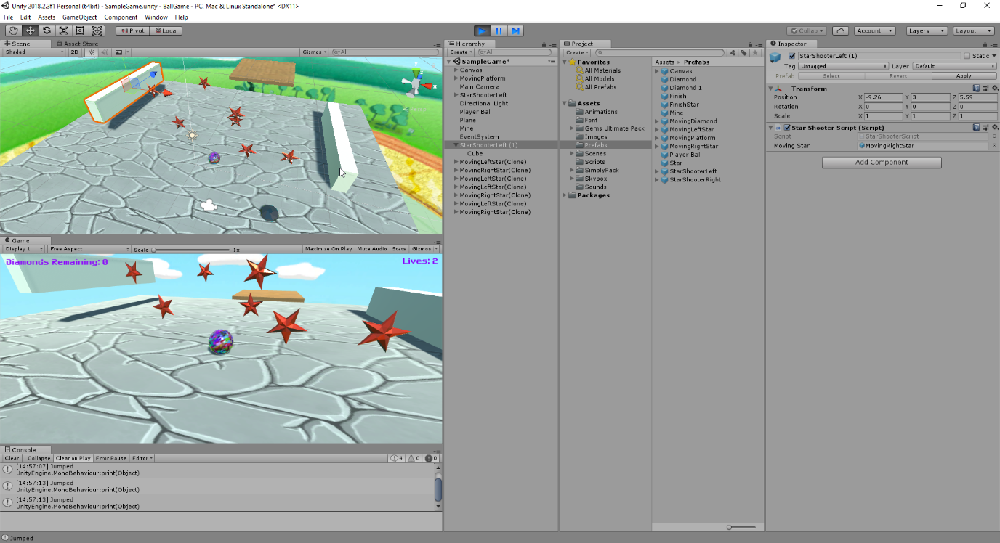 Unity 2018.2.3f1 Personal (64bit) - SampleGame.unity - BallGame - PC, Mac & Linux Standalone* <DX11>
File Edit Assets GameObject Component Window Help
Pivot Local Collab Account Layers Layout
Scene Asset Store
Shaded 2D Gizmos All
Persp
Game
Display 1 Free Aspect Scale 1x Maximize On Play Mute Audio Stats Gizmos
Diamonds Remaining: 0 Lives: 2
Console
Clear Collapse Clear on Play Error Pause Editor 4 0 0
[14:57:07] Jumped
UnityEngine.MonoBehaviour:print(Object)
[14:57:13] Jumped
UnityEngine.MonoBehaviour:print(Object)
[14:57:13] Jumped
UnityEngine.MonoBehaviour:print(Object)
Jumped
Hierarchy
Create All
SampleGame*
Canvas
MovingPlatform
Main Camera
StarShooterLeft
Directional Light
Player Ball
Plane
Mine
EventSystem
StarShooterLeft (1)
Cube
MovingLeftStar(Clone)
MovingRightStar(Clone)
MovingLeftStar(Clone)
MovingLeftStar(Clone)
MovingRightStar(Clone)
MovingLeftStar(Clone)
MovingRightStar(Clone)
Project
Create
Favorites
All Materials
All Models
All Prefabs
Assets
Animations
Font
Gems Ultimate Pack
Images
Prefabs
Scenes
Scripts
SimplyPack
Skybox
Sounds
Packages
Assets Prefabs
Canvas
Diamond
Diamond 1
Finish
FinishStar
Mine
MovingDiamond
MovingLeftStar
MovingPlatform
MovingRightStar
Player Ball
Star
StarShooterLeft
StarShooterRight
Inspector
StarShooterLeft (1) Static
Tag Untagged Layer Default
Prefab Select Revert Apply
Transform
Position X -9.26 Y 3 Z 5.59
Rotation X 0 Y 0 Z 0
Scale X 1 Y 1 Z 1
Star Shooter Script (Script)
Script StarShooterScript
Moving Star MovingRightStar
Add Component